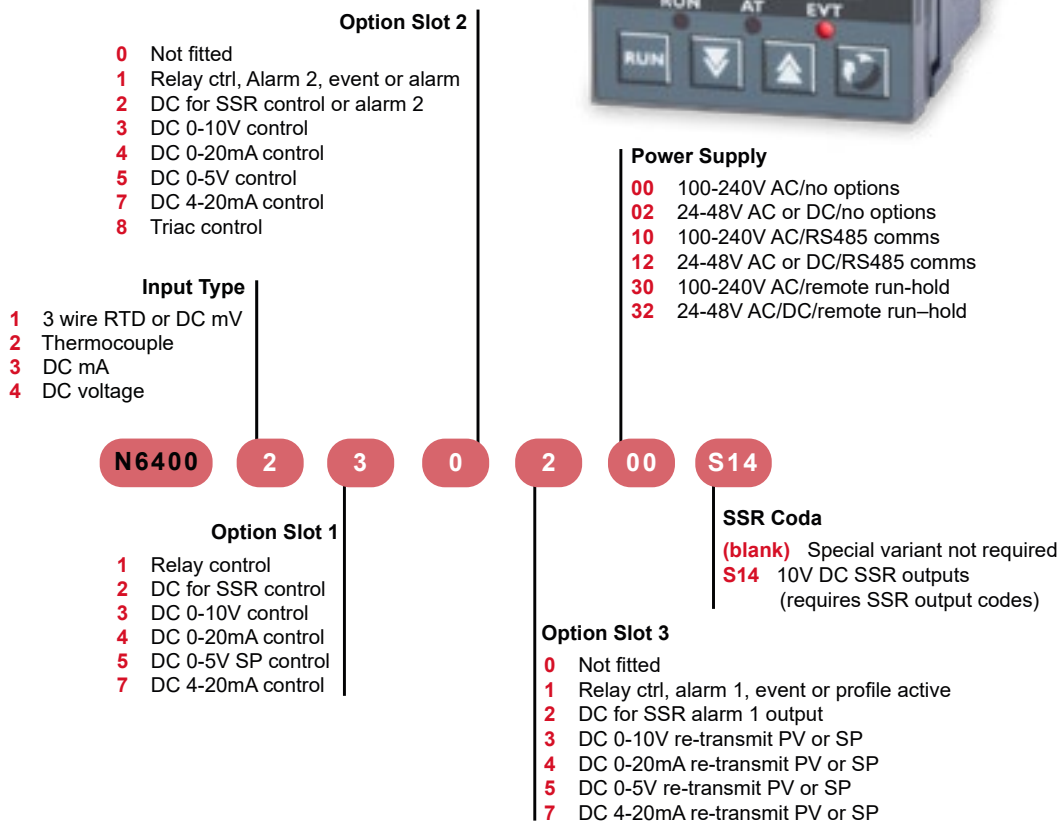 RUN AT EVT
RUN
Option Slot 2
0 Not fitted
1 Relay ctrl, Alarm 2, event or alarm
2 DC for SSR control or alarm 2
3 DC 0-10V control
4 DC 0-20mA control
5 DC 0-5V control
7 DC 4-20mA control
8 Triac control
Power Supply
00 100-240V AC/no options
02 24-48V AC or DC/no options
10 100-240V AC/RS485 comms
12 24-48V AC or DC/RS485 comms
30 100-240V AC/remote run-hold
32 24-48V AC/DC/remote run–hold
Input Type
1 3 wire RTD or DC mV
2 Thermocouple
3 DC mA
4 DC voltage
N6400 2 3 0 2 00 S14
Option Slot 1
1 Relay control
2 DC for SSR control
3 DC 0-10V control
4 DC 0-20mA control
5 DC 0-5V SP control
7 DC 4-20mA control
SSR Coda
(blank) Special variant not required
S14 10V DC SSR outputs
(requires SSR output codes)
Option Slot 3
0 Not fitted
1 Relay ctrl, alarm 1, event or profile active
2 DC for SSR alarm 1 output
3 DC 0-10V re-transmit PV or SP
4 DC 0-20mA re-transmit PV or SP
5 DC 0-5V re-transmit PV or SP
7 DC 4-20mA re-transmit PV or SP